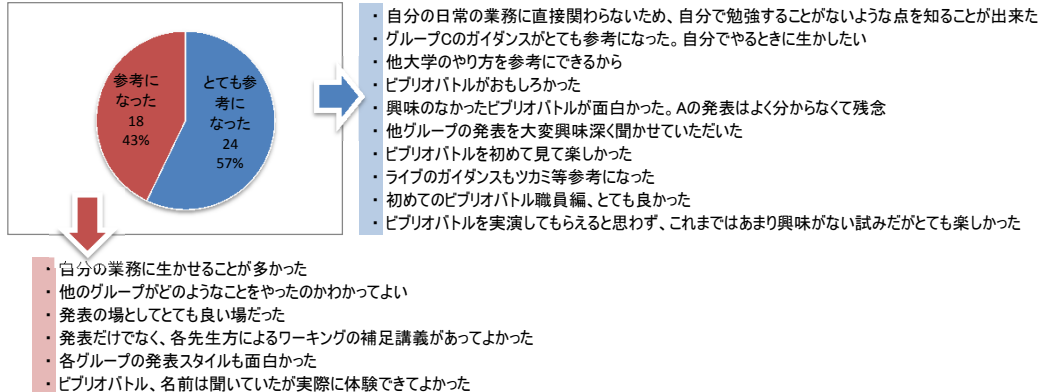 参考に
なった
18
43%
とても参
考に
なった
24
57%
・ 自分の日常の業務に直接関わらないため、自分で勉強することがないような点を知ることが出来た
・ グループCのガイダンスがとても参考になった。自分でやるときに生かしたい
・ 他大学のやり方を参考にできるから
・ ビブリオバトルがおもしろかった
・ 興味のなかったビブリオバトルが面白かった。Aの発表はよく分からなくて残念
・ 他グループの発表を大変興味深く聞かせていただいた
・ ビブリオバトルを初めて見て楽しかった
・ ライブのガイダンスもツカミ等参考になった
・ 初めてのビブリオバトル職員編、とても良かった
・ ビブリオバトルを実演してもらえると思わず、これまではあまり興味がない試みだがとても楽しかった
・ 自分の業務に生かせることが多かった
・ 他のグループがどのようなことをやったのかわかってよい
・ 発表の場としてとても良い場だった
・ 発表だけでなく、各先生方によるワーキングの補足講義があってよかった
・ 各グループの発表スタイルも面白かった
・ ビブリオバトル、名前は聞いていたが実際に体験できてよかった